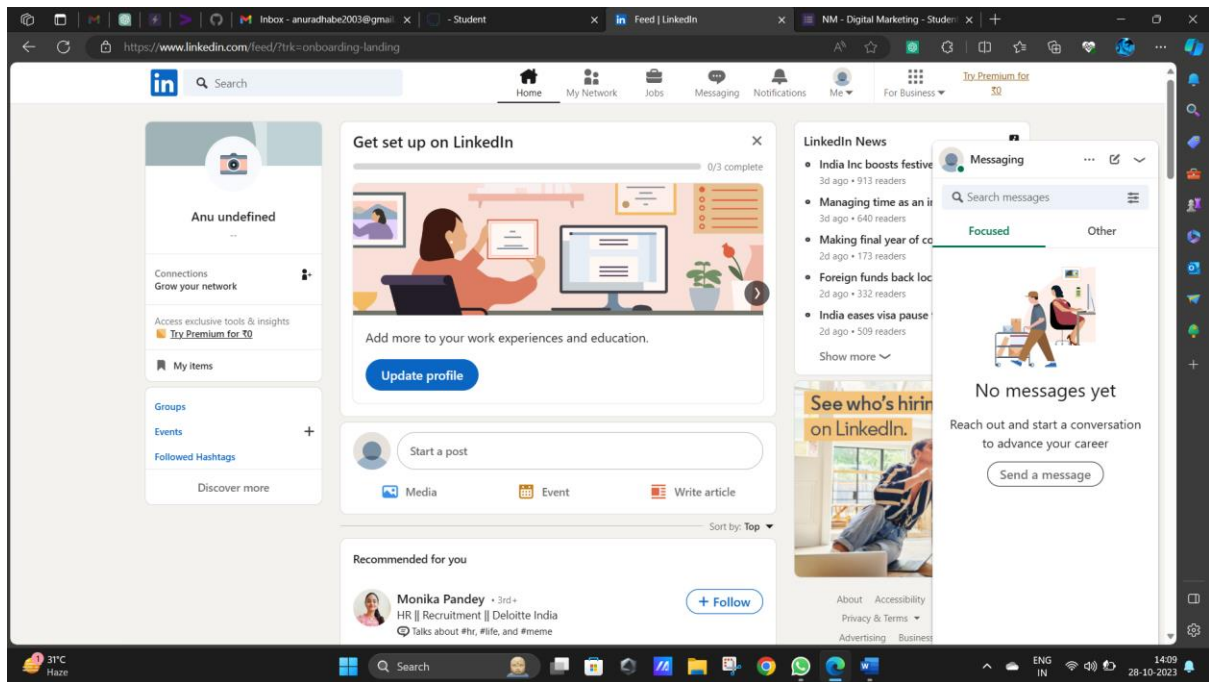 Inbox - anuradhabe2003@gmail
- Student
Feed | LinkedIn
NM - Digital Marketing - Studen
https://www.linkedin.com/feed/?trk=onboarding-landing
in
Search
Home
My Network
Jobs
Messaging
Notifications
Me
For Business
Try Premium for
₹0
Anu undefined
--
Connections
Grow your network
Access exclusive tools & insights
Try Premium for ₹0
My items
Groups
Events
Followed Hashtags
Discover more
Get set up on LinkedIn
0/3 complete
Add more to your work experiences and education.
Update profile
Start a post
Media
Event
Write article
Sort by: Top
Recommended for you
Monika Pandey • 3rd+
HR || Recruitment || Deloitte India
Talks about #hr, #life, and #meme
+ Follow
LinkedIn News
India Inc boosts festive
3d ago • 913 readers
Managing time as an i
3d ago • 640 readers
Making final year of co
2d ago • 173 readers
Foreign funds back loc
2d ago • 332 readers
India eases visa pause
2d ago • 509 readers
Show more
See who's hirin
on LinkedIn.
About Accessibility
Privacy & Terms
Advertising Business
Messaging
Search messages
Focused
Other
No messages yet
Reach out and start a conversation
to advance your career
Send a message
1
31°C
Haze
Search
ENG
IN
14:09
28-10-2023